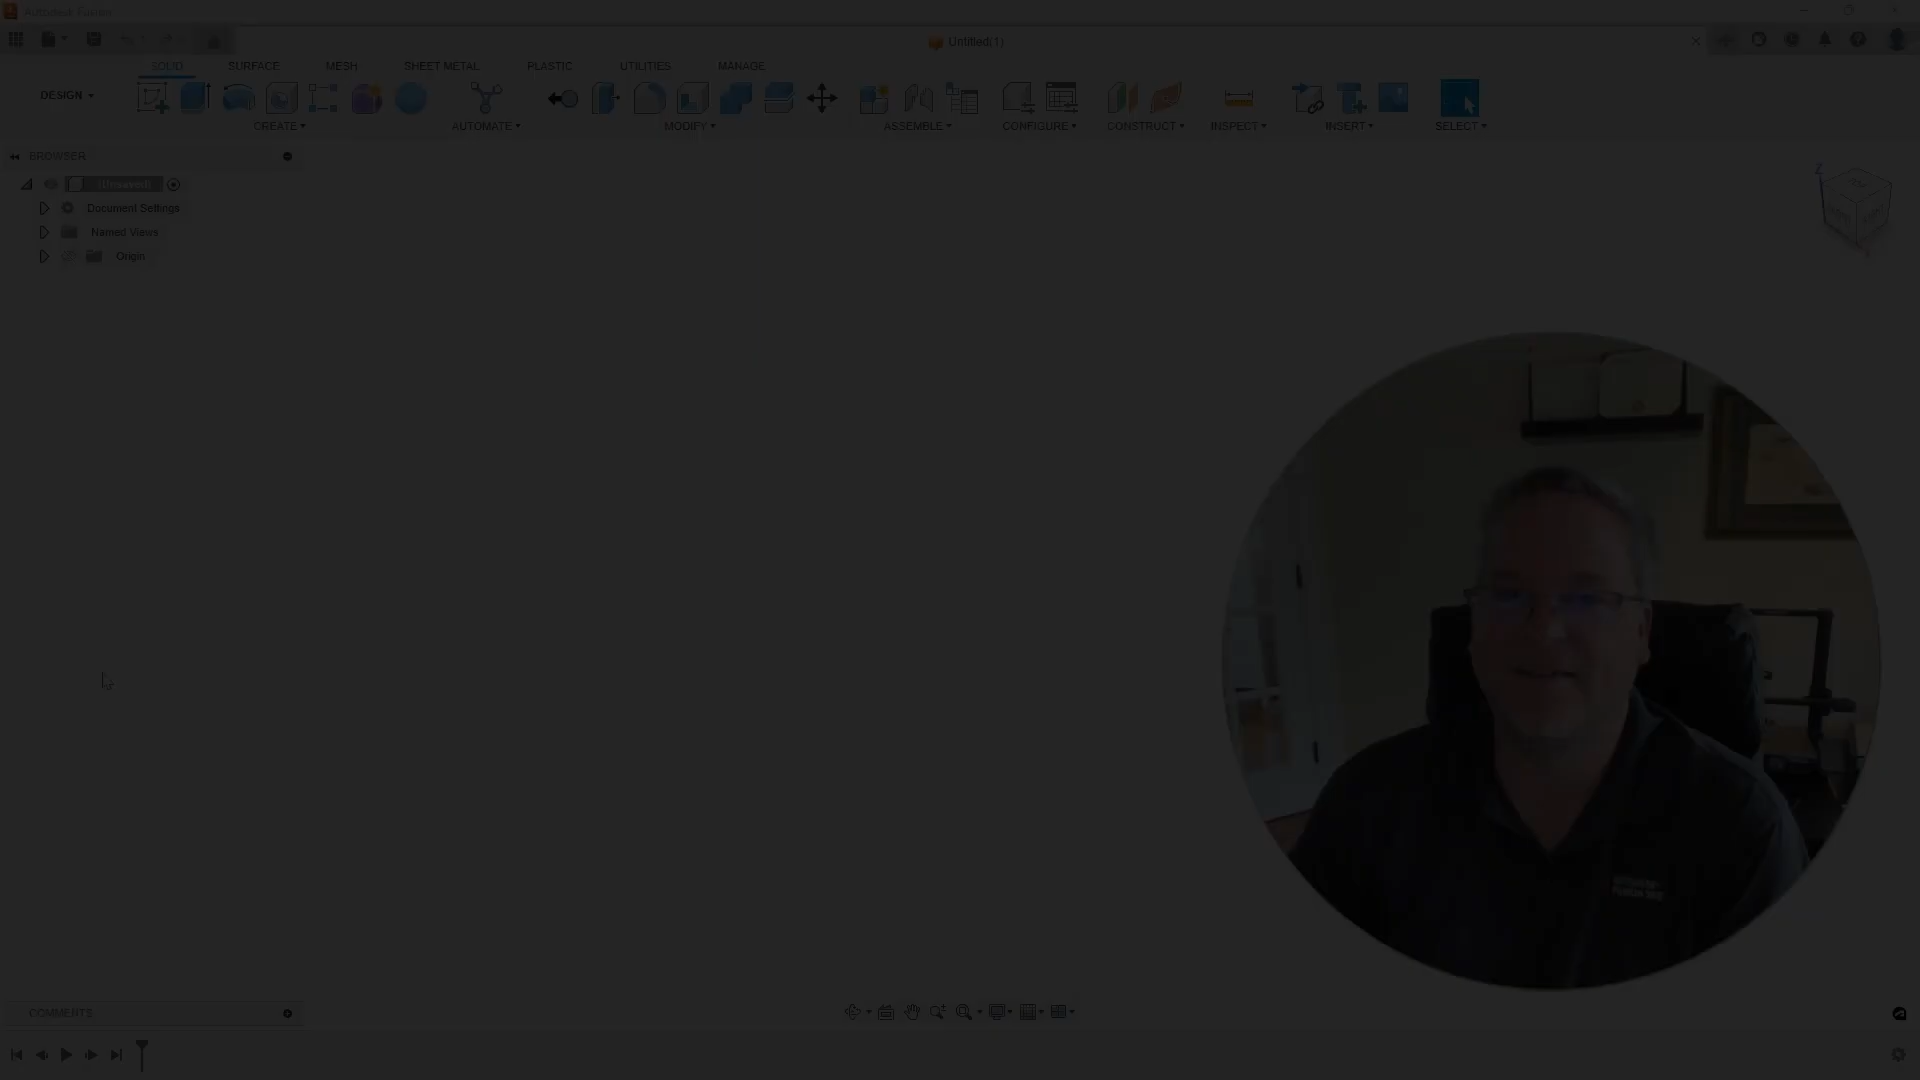 Autodesk Fusion
Untitled(1)
SOLID SURFACE MESH SHEET METAL PLASTIC UTILITIES MANAGE
DESIGN
CREATE AUTOMATE MODIFY ASSEMBLE CONFIGURE CONSTRUCT INSPECT INSERT SELECT
BROWSER
(Unsaved)
Document Settings
Named Views
Origin
Z
COMMENTS